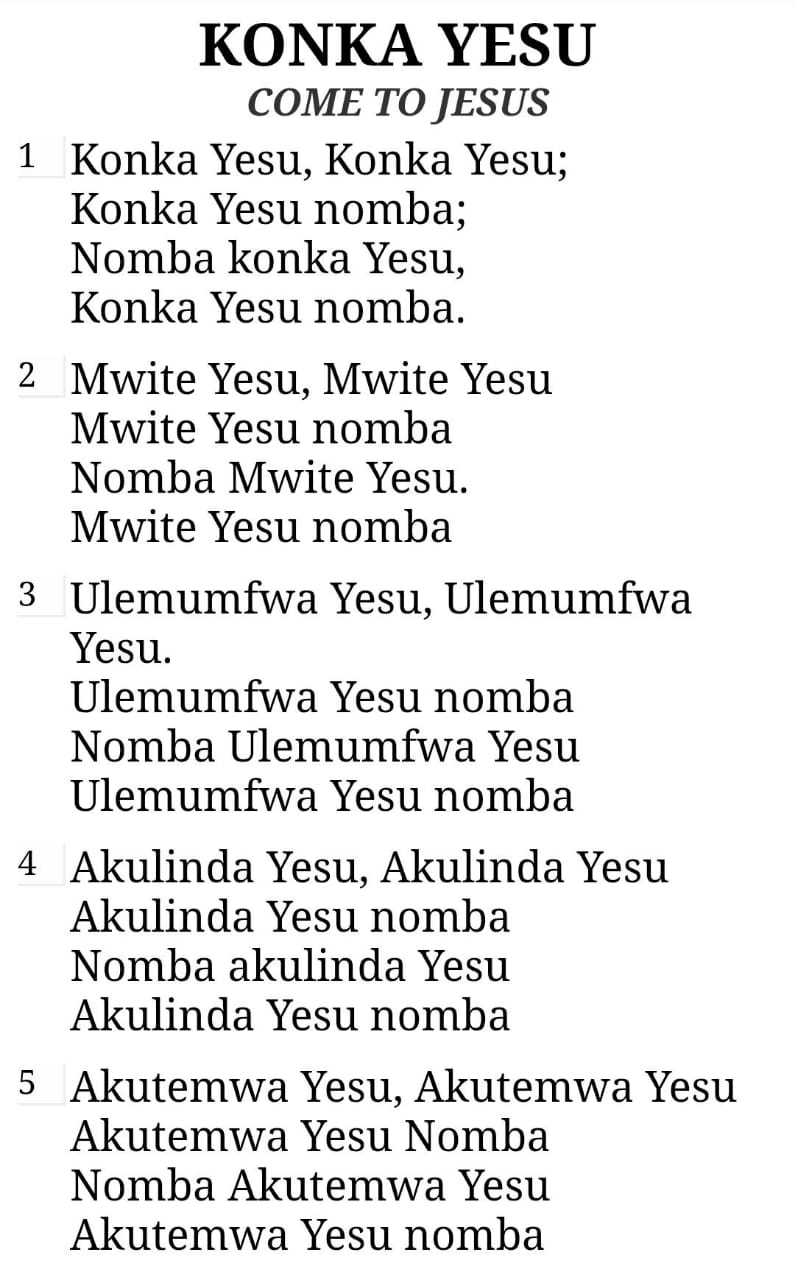 KONKA YESU
COME TO JESUS
1 Konka Yesu, Konka Yesu;
Konka Yesu nomba;
Nomba konka Yesu,
Konka Yesu nomba.
2 Mwite Yesu, Mwite Yesu
Mwite Yesu nomba
Nomba Mwite Yesu.
Mwite Yesu nomba
3 Ulemumfwa Yesu, Ulemumfwa
Yesu.
Ulemumfwa Yesu nomba
Nomba Ulemumfwa Yesu
Ulemumfwa Yesu nomba
4 Akulinda Yesu, Akulinda Yesu
Akulinda Yesu nomba
Nomba akulinda Yesu
Akulinda Yesu nomba
5 Akutemwa Yesu, Akutemwa Yesu
Akutemwa Yesu Nomba
Nomba Akutemwa Yesu
Akutemwa Yesu nomba